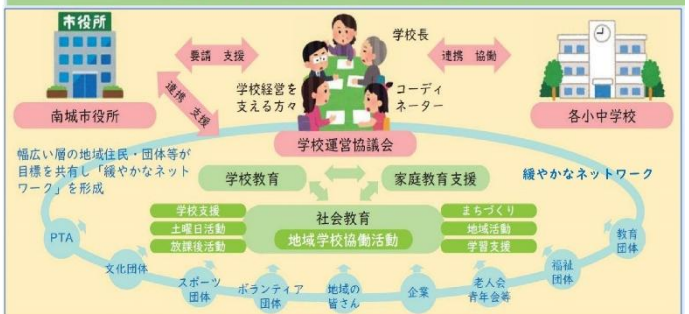 市役所
学校長
要請 支援
連携 協働
学校経営を
支える方々
コーディ
ネーター
連携 支援
南城市役所
各小中学校
学校運営協議会
幅広い層の地域住民・団体等が
目標を共有し「緩やかなネット
ワーク」を形成
緩やかなネットワーク
学校教育
家庭教育支援
学校支援
土曜日活動
放課後活動
社会教育
地域学校協働活動
まちづくり
地域活動
学習支援
PTA
文化団体
スポーツ
団体
ボランティア
団体
地域の
皆さん
企業
老人会
青年会等
福祉
団体
教育
団体